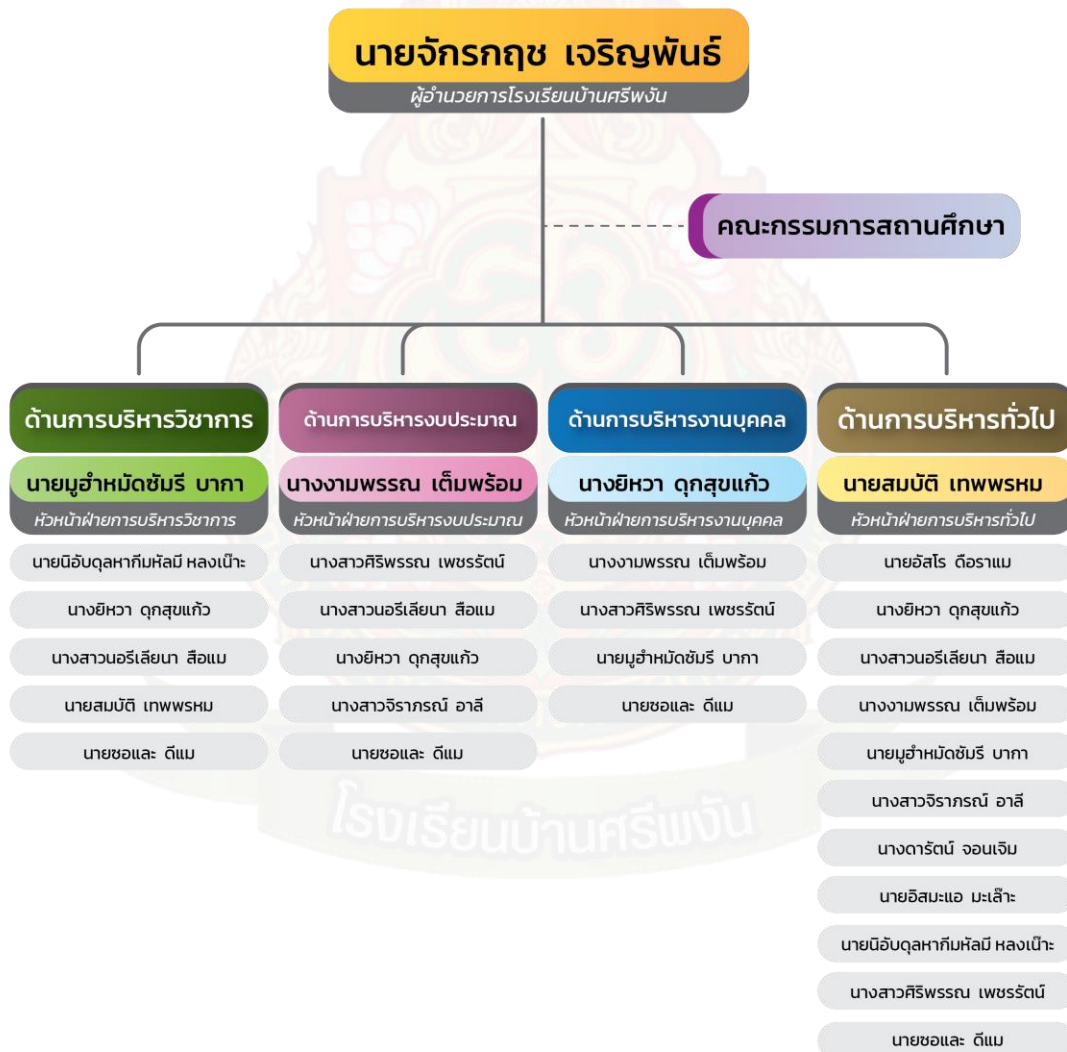 นายจักรกฤช เจริญพันธ์
ผู้อำนวยการโรงเรียนบ้านศรีพงัน
คณะกรรมการสถานศึกษา
ด้านการบริหารวิชาการ
นายมูฮำหมัดซัมรี บากา
หัวหน้าฝ่ายการบริหารวิชาการ
นายนิอับดุลหากีมหัลมี หลงเน๊าะ
นางยิหวา ดุกสุขแก้ว
นางสาวนอรีเลียนา สือแม
นายสมบัติ เทพพรหม
นายซอและ ดีแม
ด้านการบริหารงบประมาณ
นางงามพรรณ เต็มพร้อม
หัวหน้าฝ่ายการบริหารงบประมาณ
นางสาวศิริพรรณ เพชรรัตน์
นางสาวนอรีเลียนา สือแม
นางยิหวา ดุกสุขแก้ว
นางสาวจิราภรณ์ อาลี
นายซอและ ดีแม
ด้านการบริหารงานบุคคล
นางยิหวา ดุกสุขแก้ว
หัวหน้าฝ่ายการบริหารงานบุคคล
นางงามพรรณ เต็มพร้อม
นางสาวศิริพรรณ เพชรรัตน์
นายมูฮำหมัดซัมรี บากา
นายซอและ ดีแม
ด้านการบริหารทั่วไป
นายสมบัติ เทพพรหม
หัวหน้าฝ่ายการบริหารทั่วไป
นายอัสโร ดือราแม
นางยิหวา ดุกสุขแก้ว
นางสาวนอรีเลียนา สือแม
นางงามพรรณ เต็มพร้อม
นายมูฮำหมัดซัมรี บากา
นางสาวจิราภรณ์ อาลี
นางดารัตน์ จอนเจิม
นายอิสมะแอ มะเล๊าะ
นายนิอับดุลหากีมหัลมี หลงเน๊าะ
นางสาวศิริพรรณ เพชรรัตน์
นายซอและ ดีแม
โรงเรียนบ้านศรีพงัน